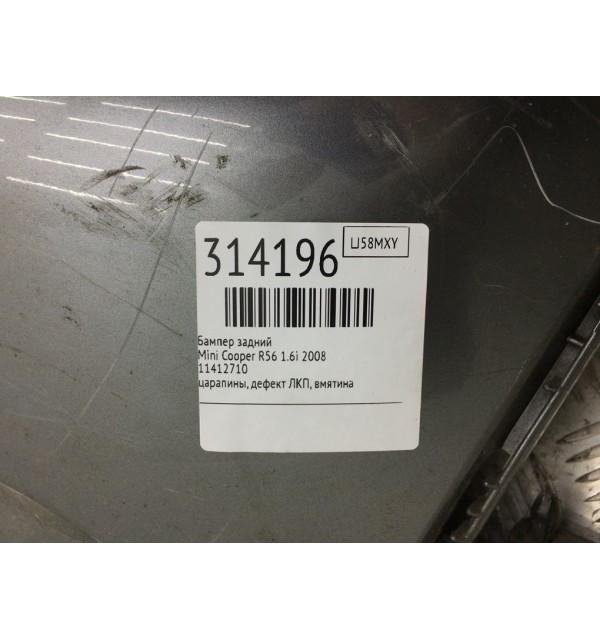 314196
LJ58MXY
Бампер задний
Mini Cooper R56 1.6i 2008
11412710
царапины, дефект ЛКП, вмятина